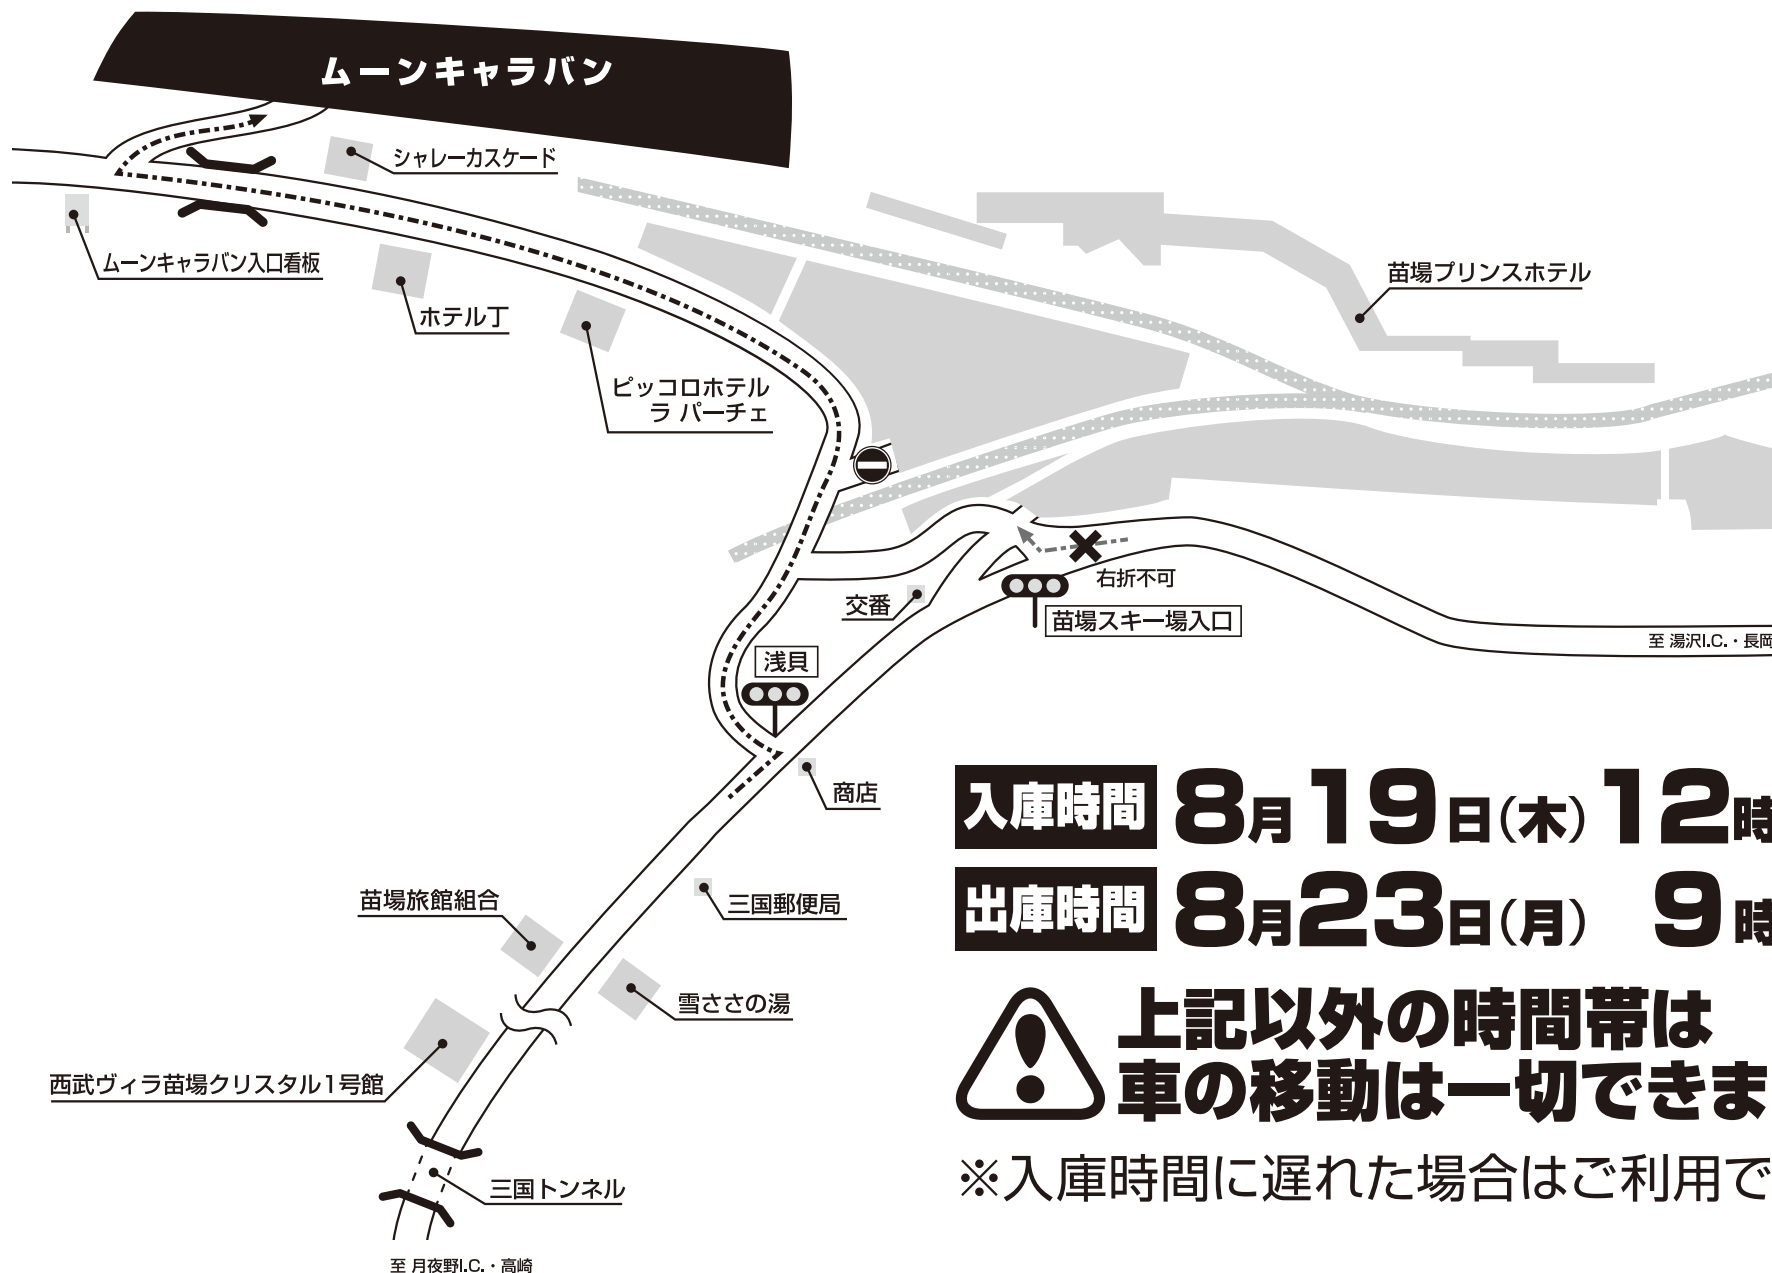 ムーンキャラバン
シャレーカスケード
ムーンキャラバン入口看板
ホテル丁
ピッコロホテル
ラ パーチェ
苗場プリンスホテル
右折不可
交番
苗場スキー場入口
浅貝
至 湯沢I.C.・長岡
商店
入庫時間 8月19日(木) 12時
出庫時間 8月23日(月) 9時
苗場旅館組合
三国郵便局
雪ささの湯
上記以外の時間帯は
車の移動は一切できま
西武ヴィラ苗場クリスタル1号館
※入庫時間に遅れた場合はご利用で
三国トンネル
至 月夜野I.C.・高崎